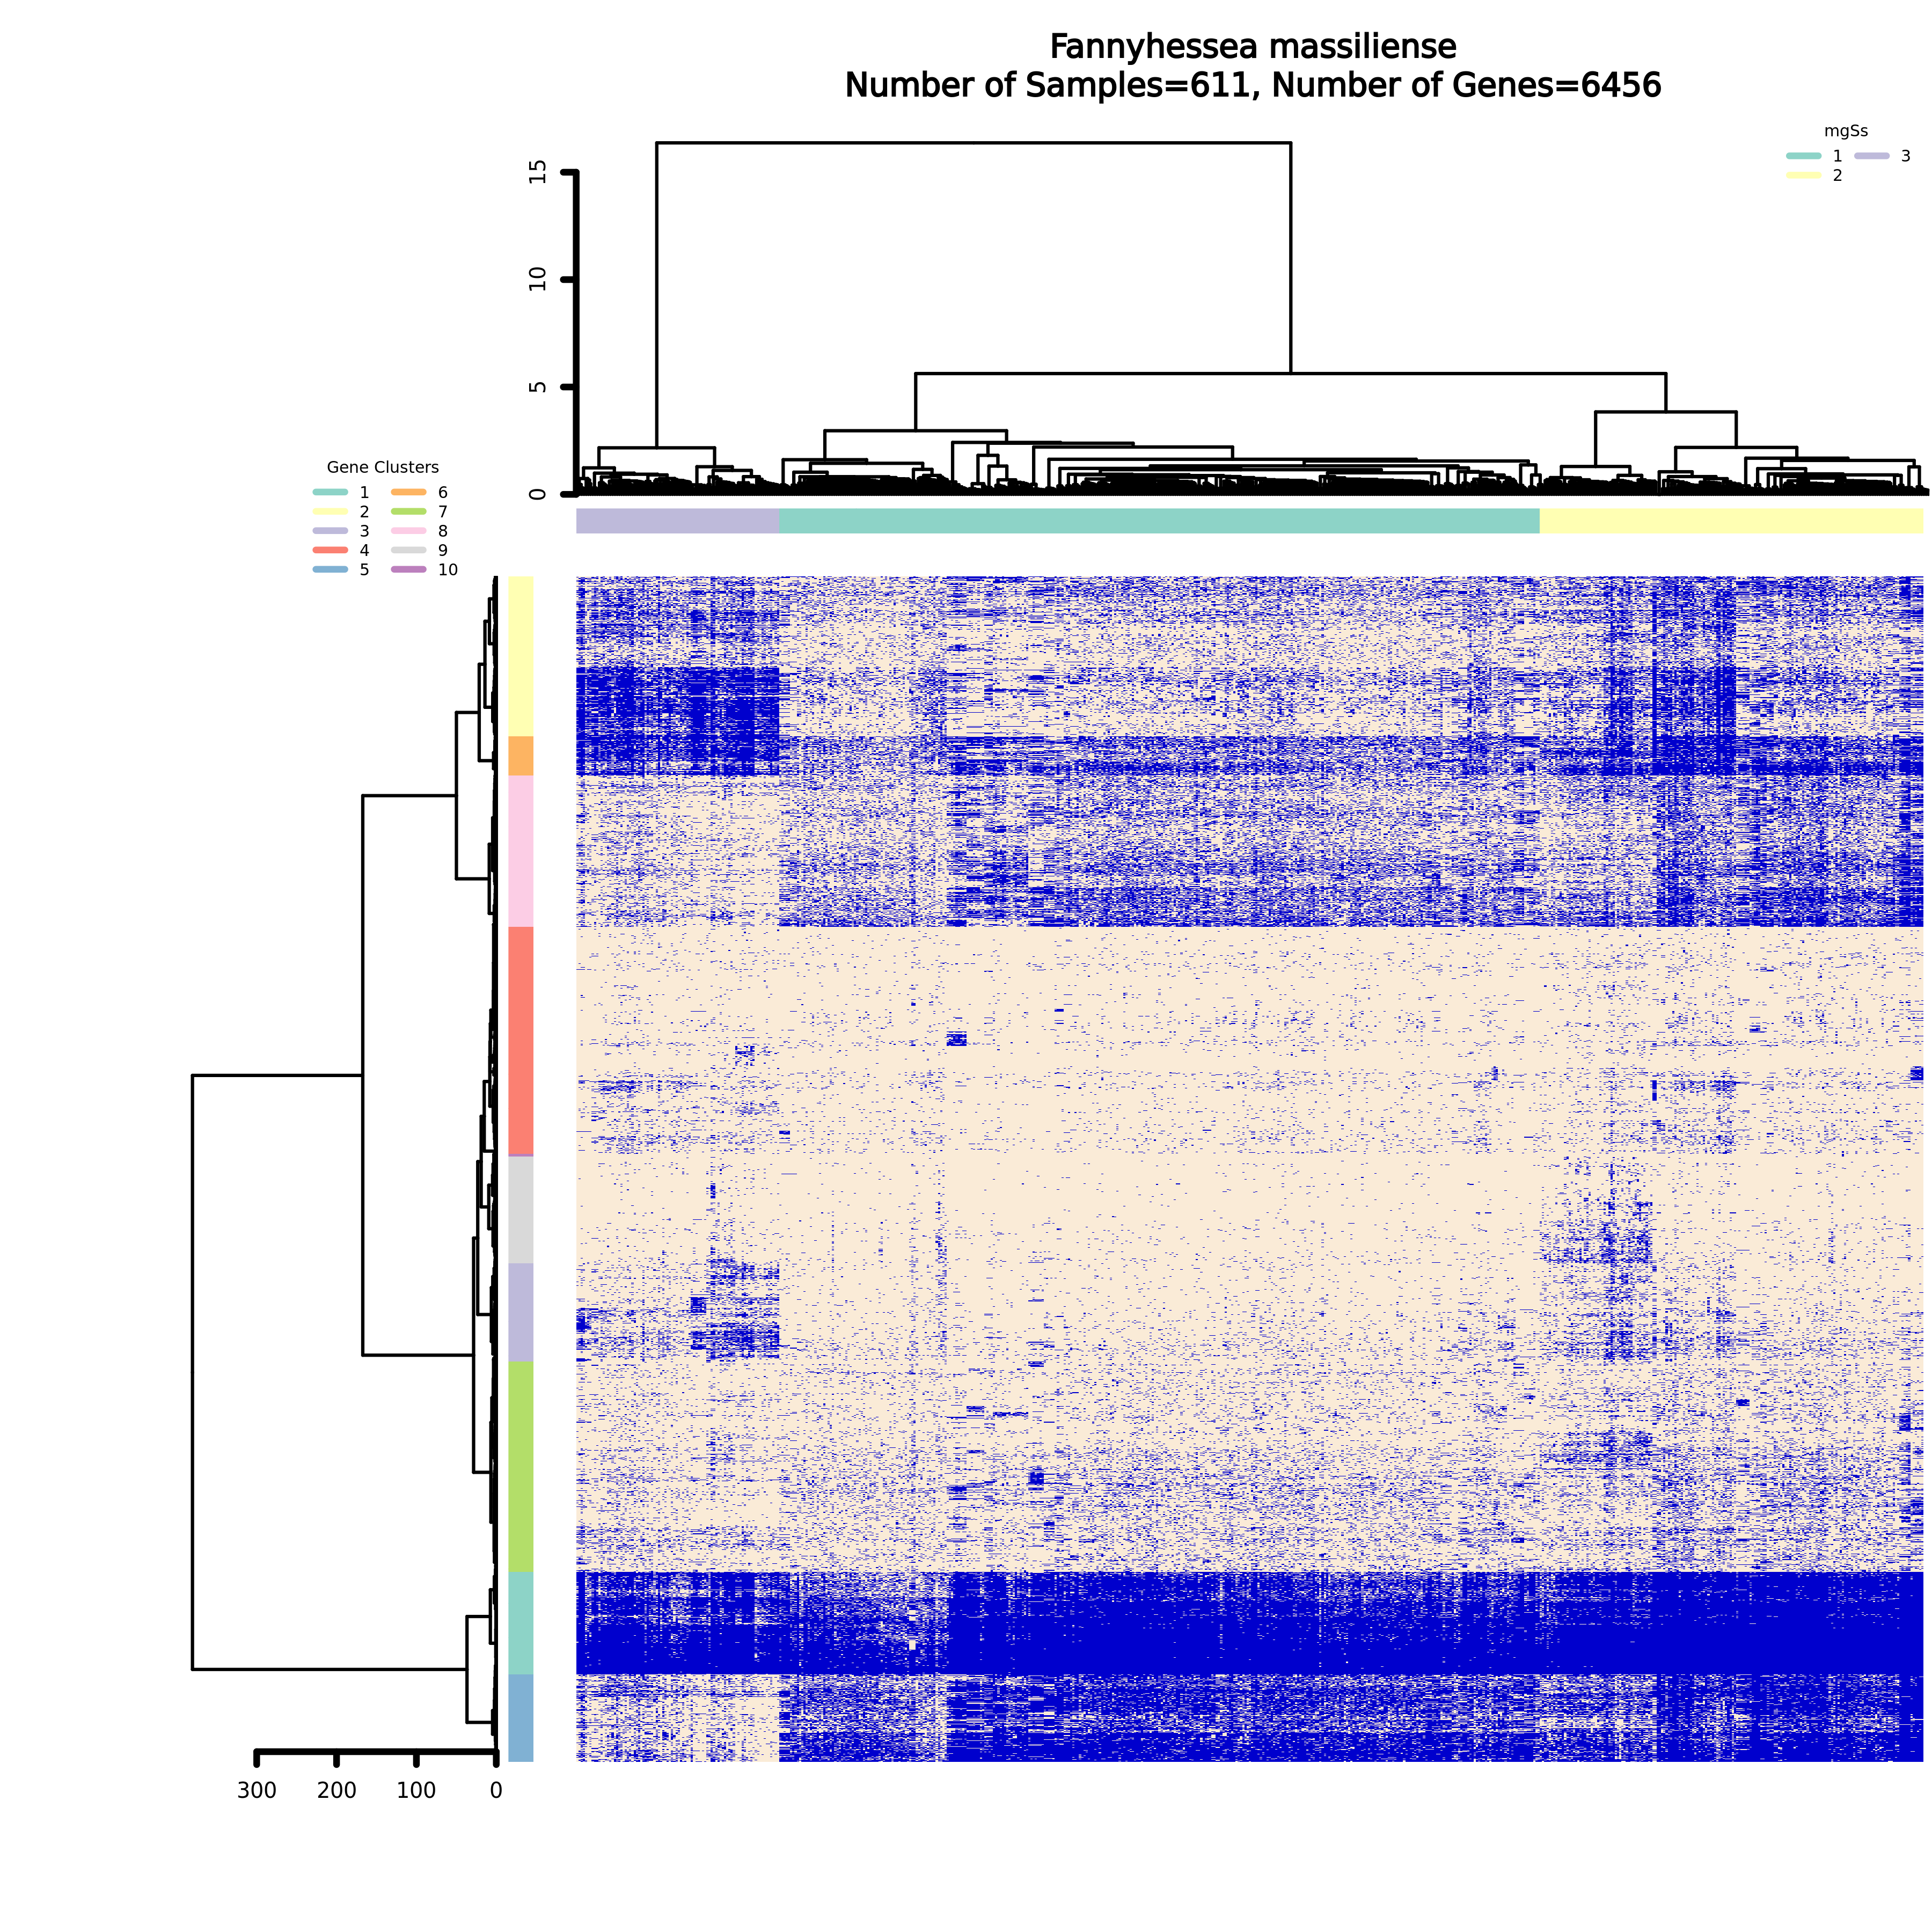 Fannyhessea massiliense
Number of Samples=611, Number of Genes=6456
mgSs
1 3
2
15
10
5
0
Gene Clusters
1 6
2 7
3 8
4 9
5 10
300 200 100 0